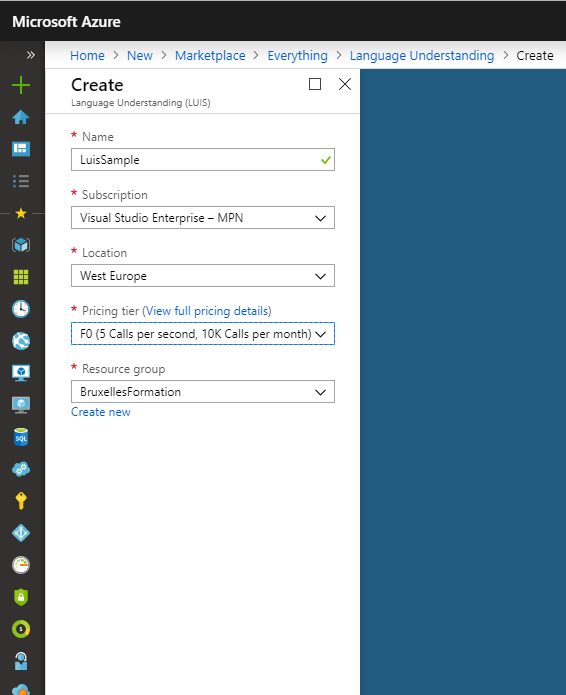 Microsoft Azure
» Home > New > Marketplace > Everything > Language Understanding > Create
Create
Language Understanding (LUIS)
* Name
LuisSample
* Subscription
Visual Studio Enterprise – MPN
* Location
West Europe
* Pricing tier (View full pricing details)
F0 (5 Calls per second, 10K Calls per month)
* Resource group
BruxellesFormation
Create new
SQL